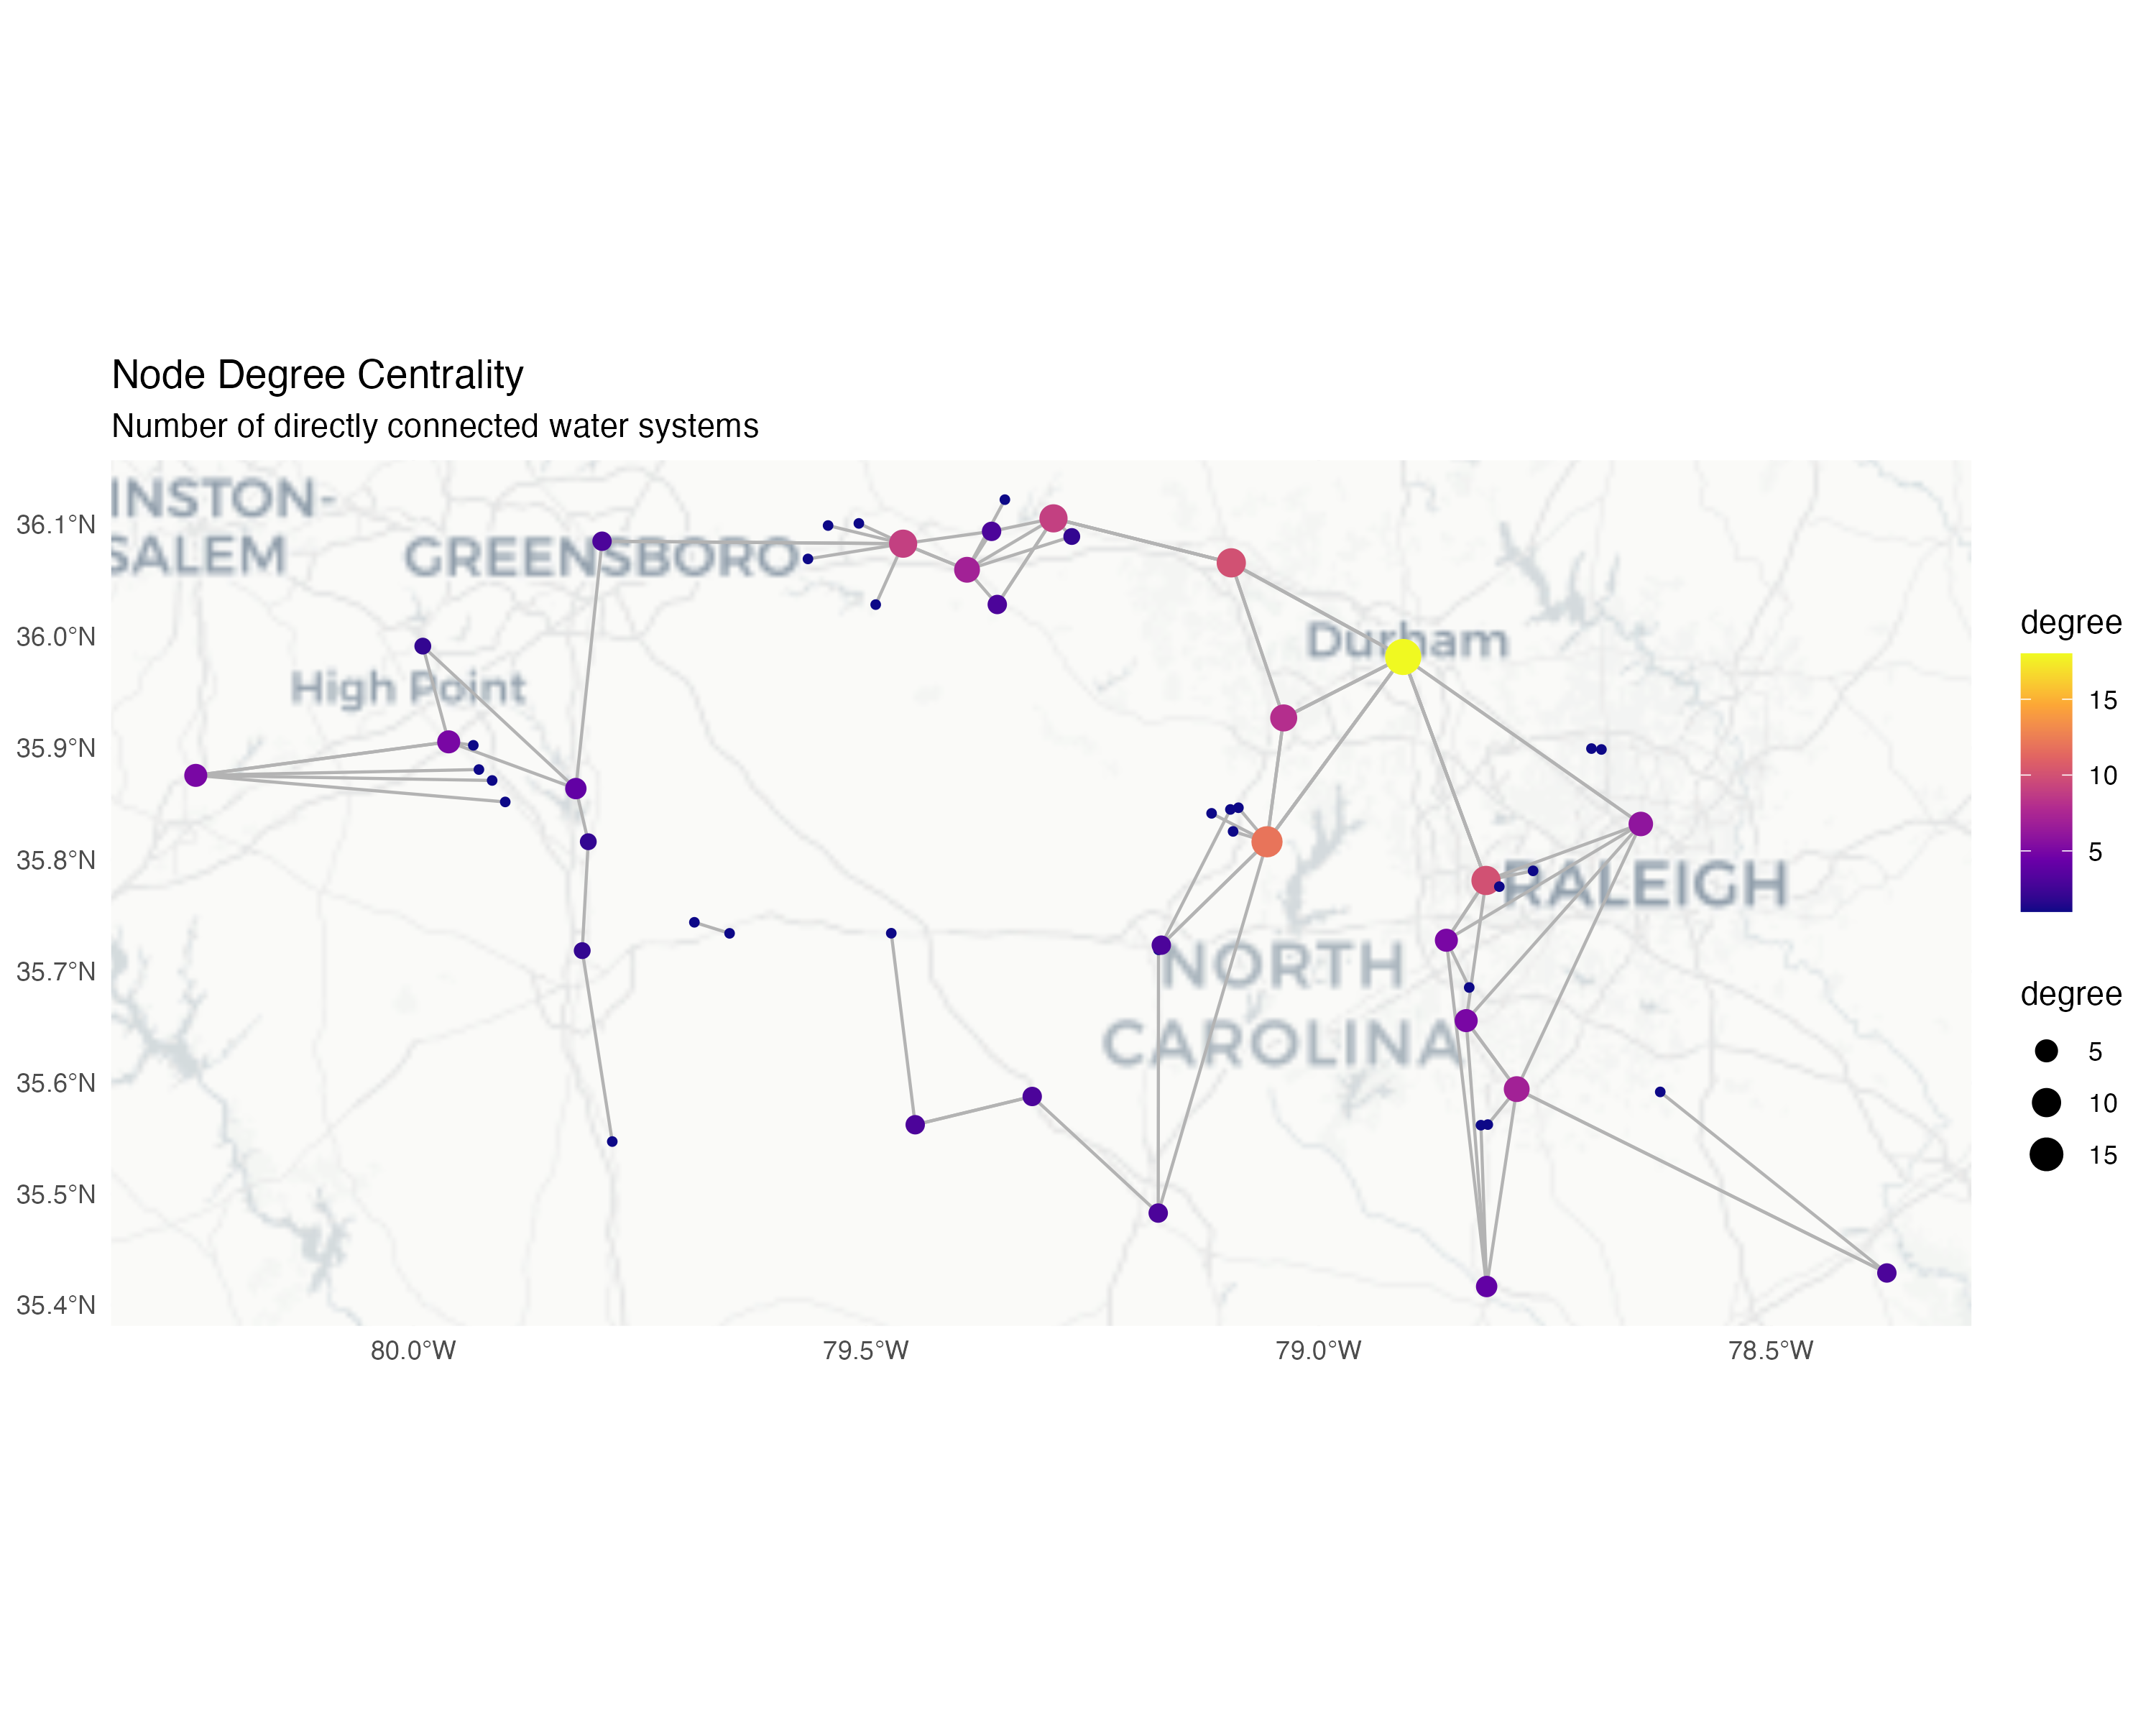 Node Degree Centrality
Number of directly connected water systems
36.1°N
36.0°N
35.9°N
35.8°N
35.7°N
35.6°N
35.5°N
35.4°N
INSTON-
SALEM
GREENSBORO
High Point
Durham
RALEIGH
NORTH
CAROLINA
80.0°W
79.5°W
79.0°W
78.5°W
degree
15
10
5
degree
5
10
15